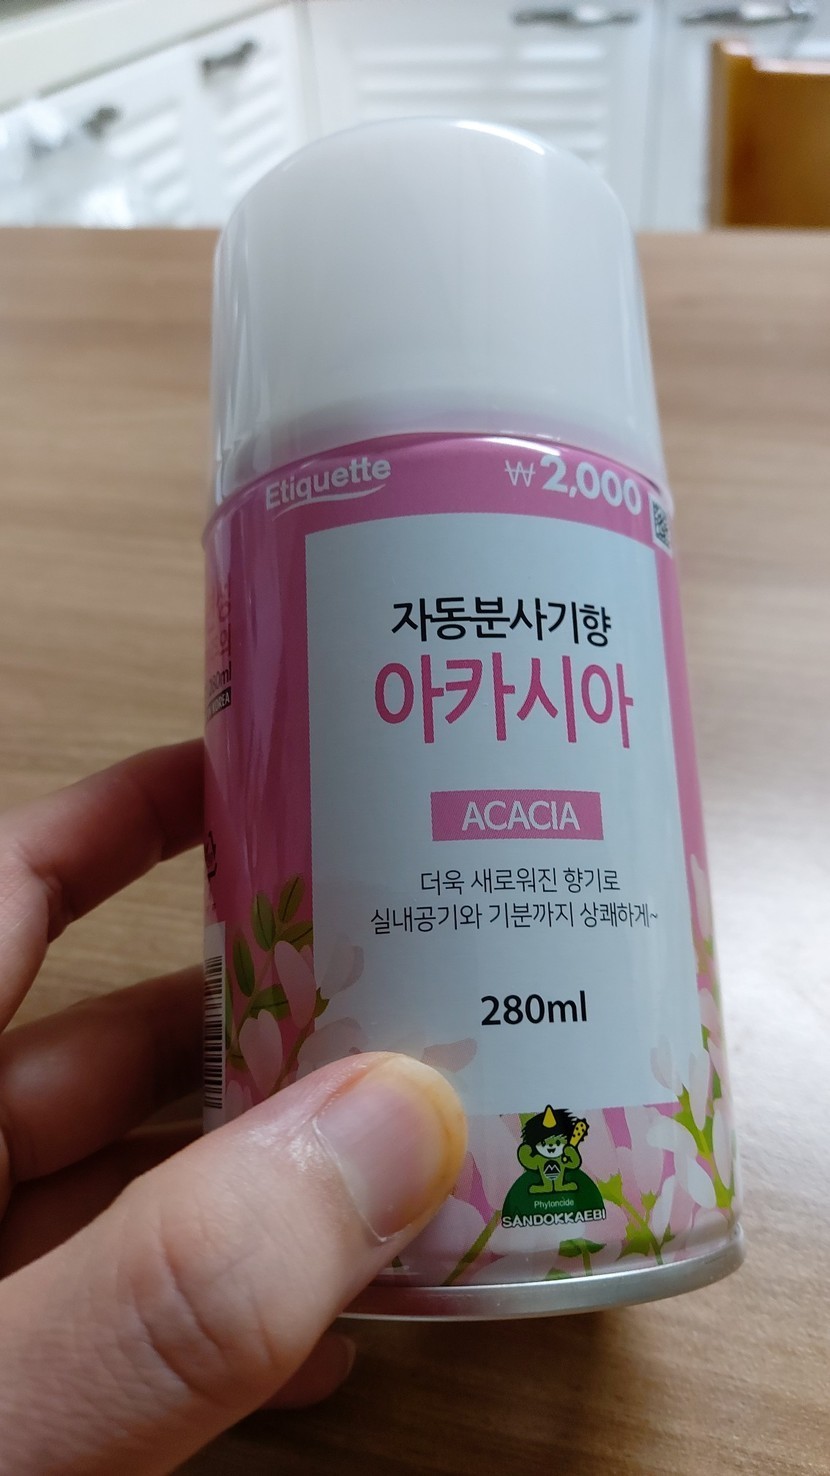 Etiquette
₩2,000
자동분사기향
아카시아
ACACIA
더욱 새로워진 향기로
실내공기와 기분까지 상쾌하게~
280ml
Phytoncide
SANDOKKAEBI
280ml
KOREA